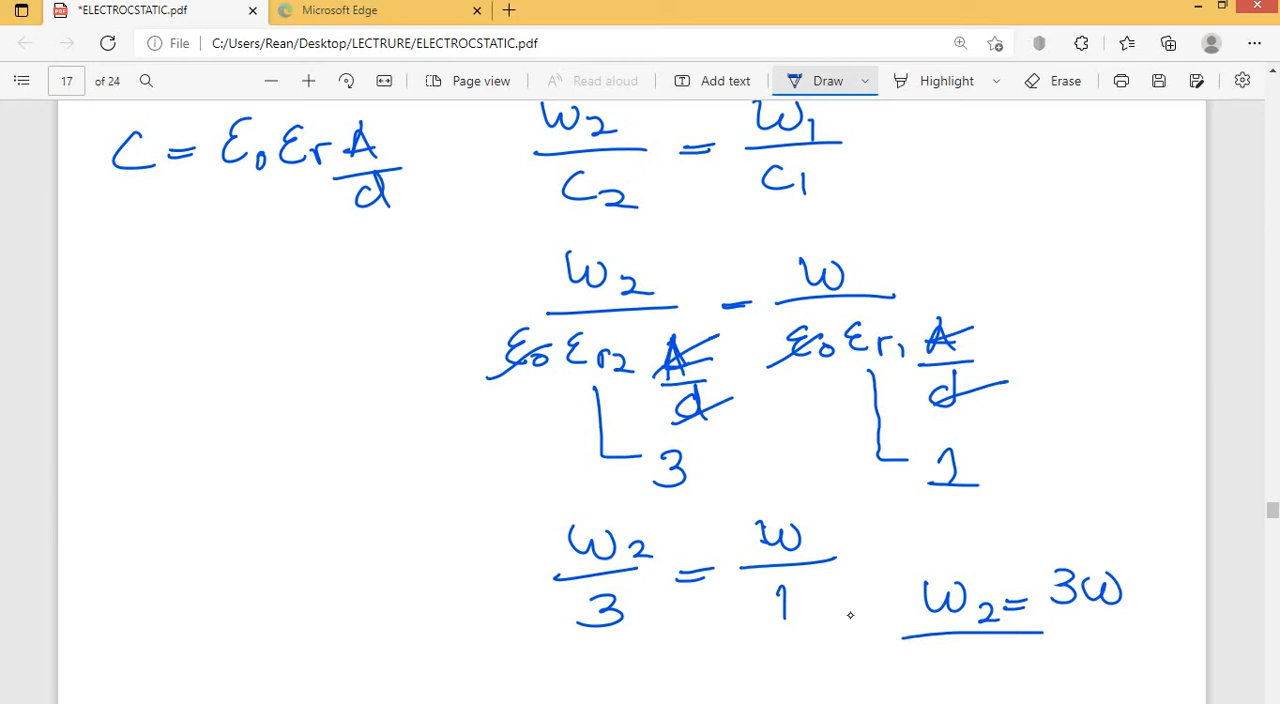 *ELECTROCSTATIC.pdf
Microsoft Edge
File C:/Users/Rean/Desktop/LECTRURE/ELECTROCSTATIC.pdf
17 of 24 Page view Read aloud Add text Draw Highlight Erase
C = ε₀ εr A/d
W₂/C₂ = W₁/C₁
W₂/(ε₀ εr₂ A/d) = W/(ε₀ εr₁ A/d)
3 1
W₂/3 = W/1
W₂ = 3W